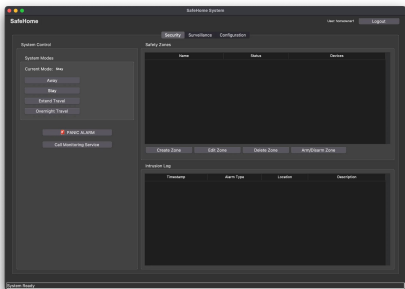 SafeHome System
SafeHome
User: homeowner1
Logout
Security Surveillance Configuration
System Control
System Modes
Current Mode: Stay
Away
Stay
Extend Travel
Overnight Travel
PANIC ALARM
Call Monitoring Service
Safety Zones
Name Status Devices
Create Zone Edit Zone Delete Zone Arm/Disarm Zone
Intrusion Log
Timestamp Alarm Type Location Description
System Ready